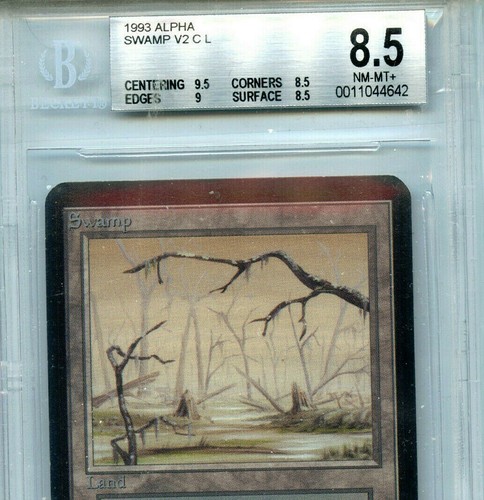 1993 ALPHA
SWAMP V2 C L
8.5
NM-MT+
CENTERING 9.5 CORNERS 8.5
EDGES 9 SURFACE 8.5
0011044642
B
BECKETT
Swamp
Land